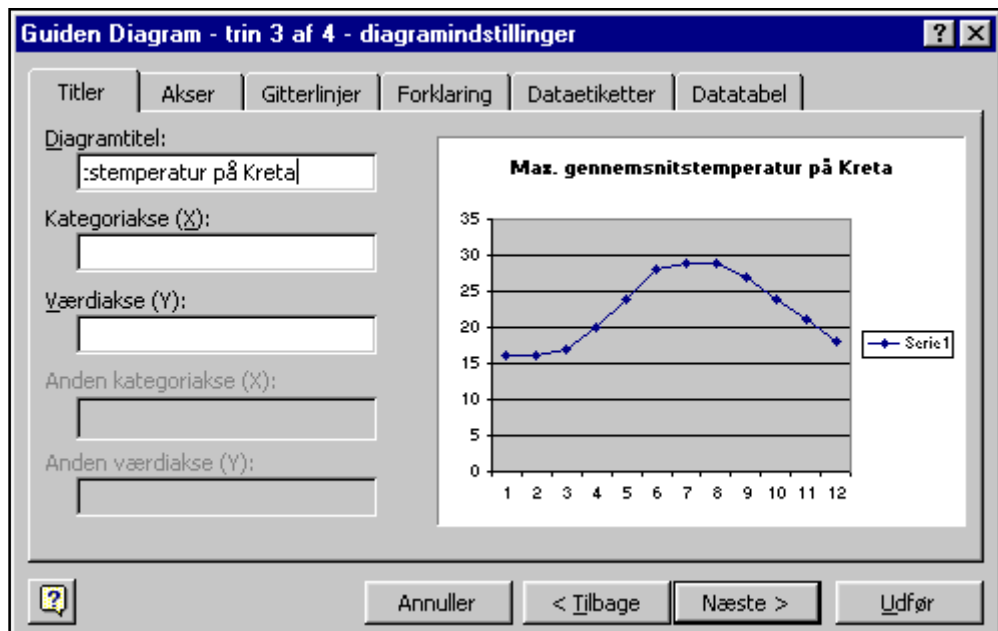 Guiden Diagram - trin 3 af 4 - diagramindstillinger
Titler Akser Gitterlinjer Forklaring Dataetiketter Datatabel
Diagramtitel:
tstemperatur på Kreta
Kategoriakse (X):
Værdiakse (Y):
Anden kategoriakse (X):
Anden værdiakse (Y):
Max. gennemsnitstemperatur på Kreta
35
30
25
20
15
10
5
0
1 2 3 4 5 6 7 8 9 10 11 12
Serie1
Annuller < Tilbage Næste > Udfør